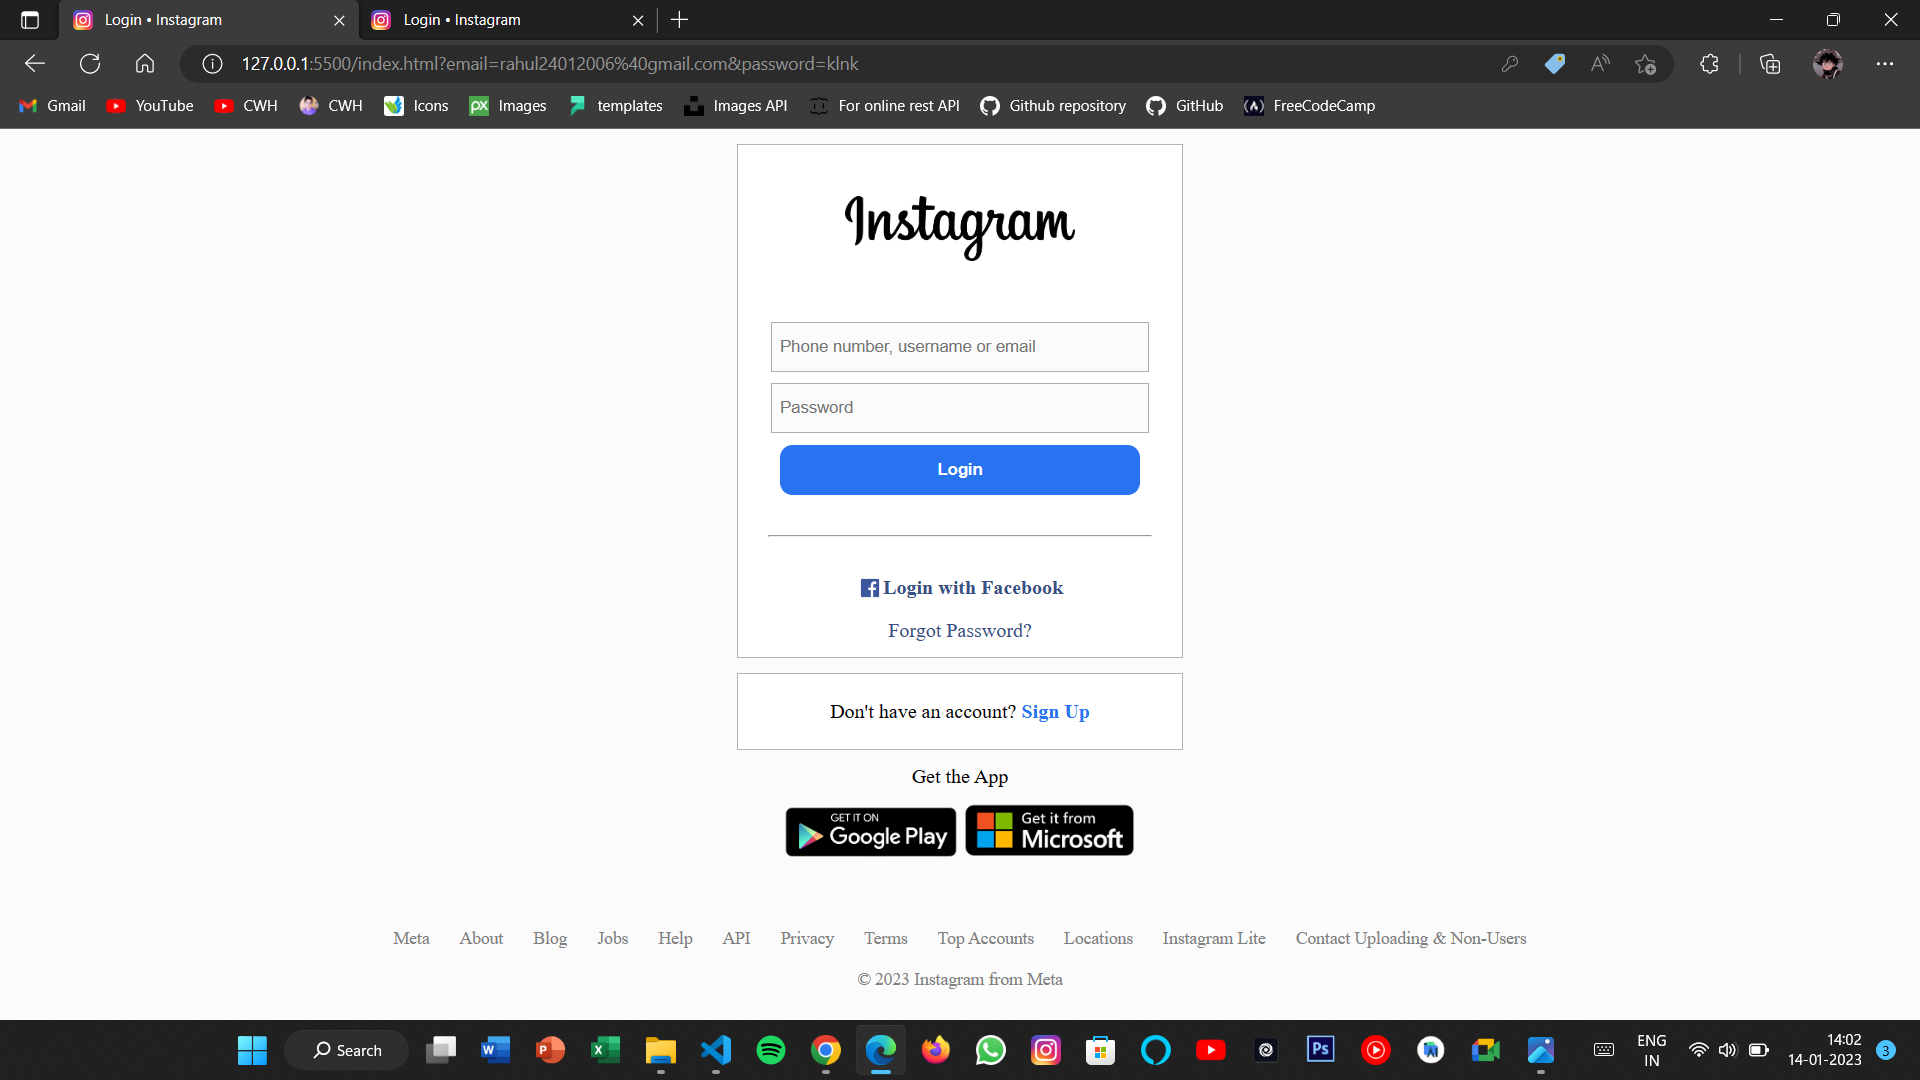 Login • Instagram
Login • Instagram
127.0.0.1:5500/index.html?email=rahul24012006%40gmail.com&password=klnk
Gmail YouTube CWH CWH Icons Images templates Images API For online rest API Github repository GitHub FreeCodeCamp
Instagram
Phone number, username or email
Password
Login
Login with Facebook
Forgot Password?
Don't have an account? Sign Up
Get the App
GET IT ON
Google Play
Get it from
Microsoft
Meta About Blog Jobs Help API Privacy Terms Top Accounts Locations Instagram Lite Contact Uploading & Non-Users
© 2023 Instagram from Meta
Search
ENG
IN
14:02
14-01-2023
3